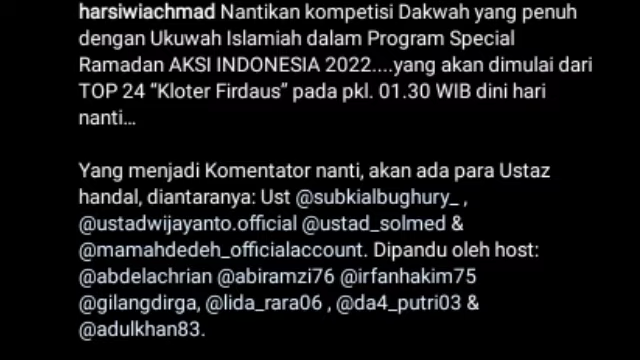 harsiwiachmad Nantikan kompetisi Dakwah yang penuh
dengan Ukuwah Islamiah dalam Program Special
Ramadan AKSI INDONESIA 2022....yang akan dimulai dari
TOP 24 “Kloter Firdaus” pada pkl. 01.30 WIB dini hari
nanti...
Yang menjadi Komentator nanti, akan ada para Ustaz
handal, diantaranya: Ust @subkialbughury_ ,
@ustadwijayanto.official @ustad_solmed &
@mamahdedeh_officialaccount. Dipandu oleh host:
@abdelachrian @abiramzi76 @irfanhakim75
@gilangdirga, @lida_rara06 , @da4_putri03 &
@adulkhan83.